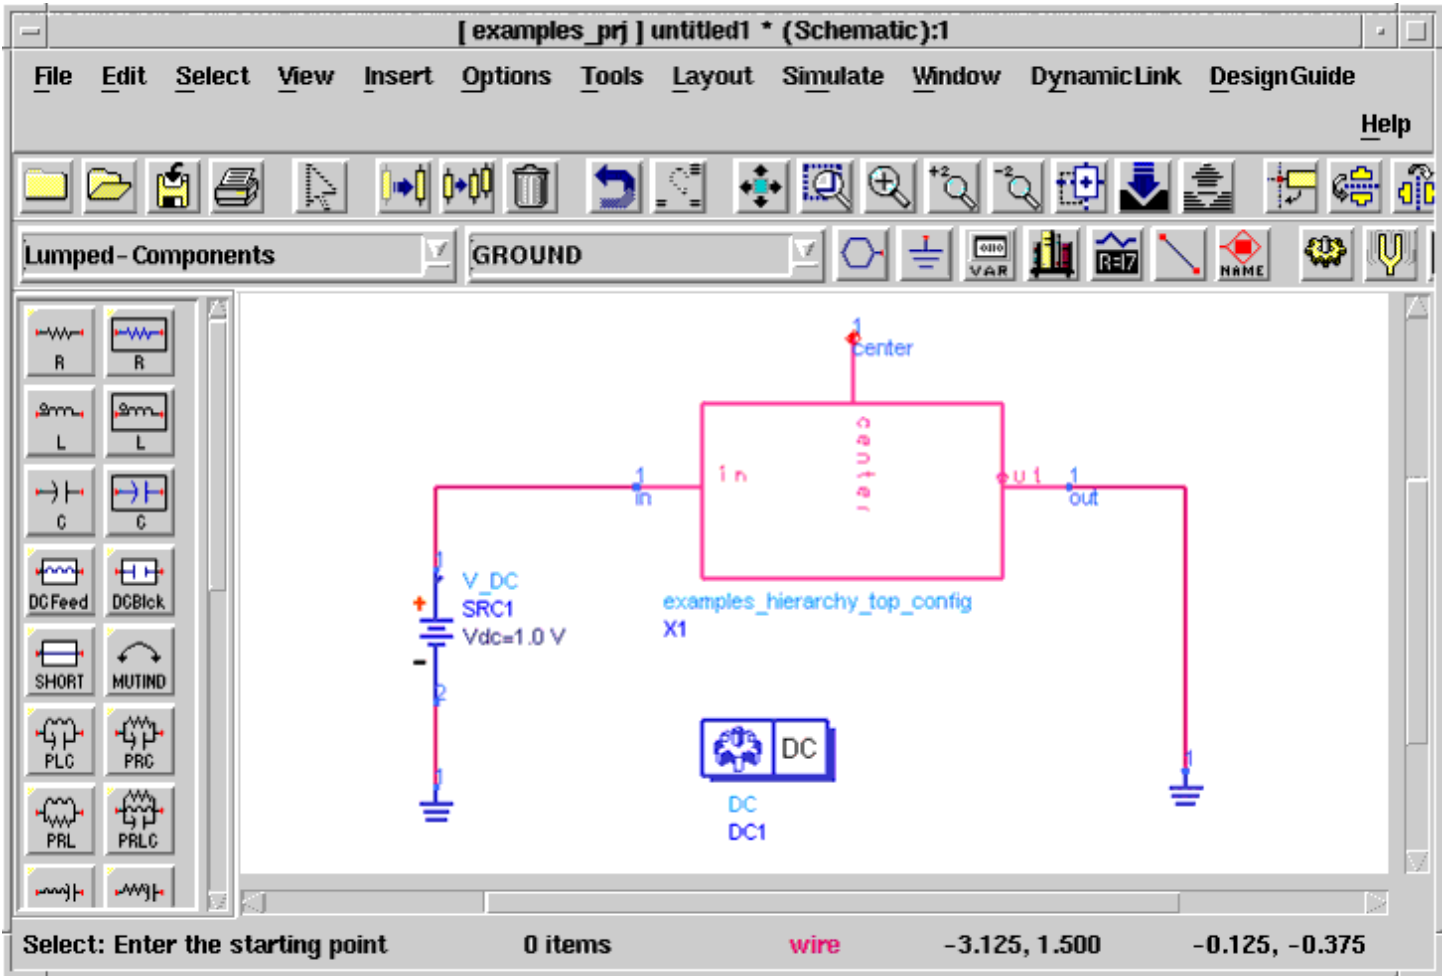 [ examples_prj ] untitled1 * (Schematic):1
File Edit Select View Insert Options Tools Layout Simulate Window DynamicLink DesignGuide
Help
+2 -2
Lumped-Components GROUND VAR R=17 NAME
R R
L L
C C
DCFeed DCBlck
SHORT MUTIND
PLC PRC
PRL PRLC
1
center
center
in
1
in
out
1
out
1
V_DC
SRC1
Vdc=1.0 V
+
-
2
1
examples_hierarchy_top_config
X1
DC
DC
DC1
1
Select: Enter the starting point 0 items wire -3.125, 1.500 -0.125, -0.375